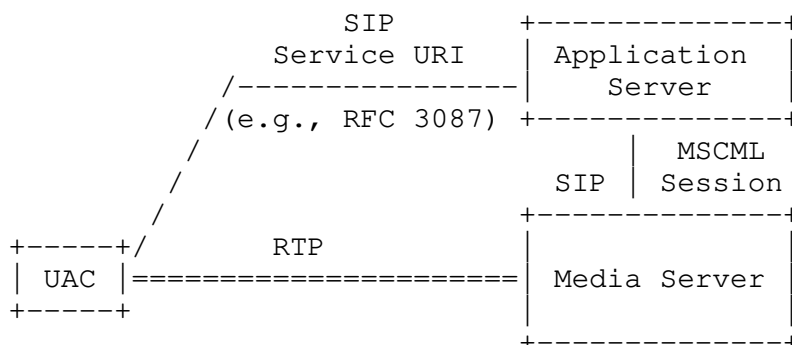 SIP
Service URI
Application
Server
(e.g., RFC 3087)
MSCML
SIP Session
RTP
UAC
Media Server